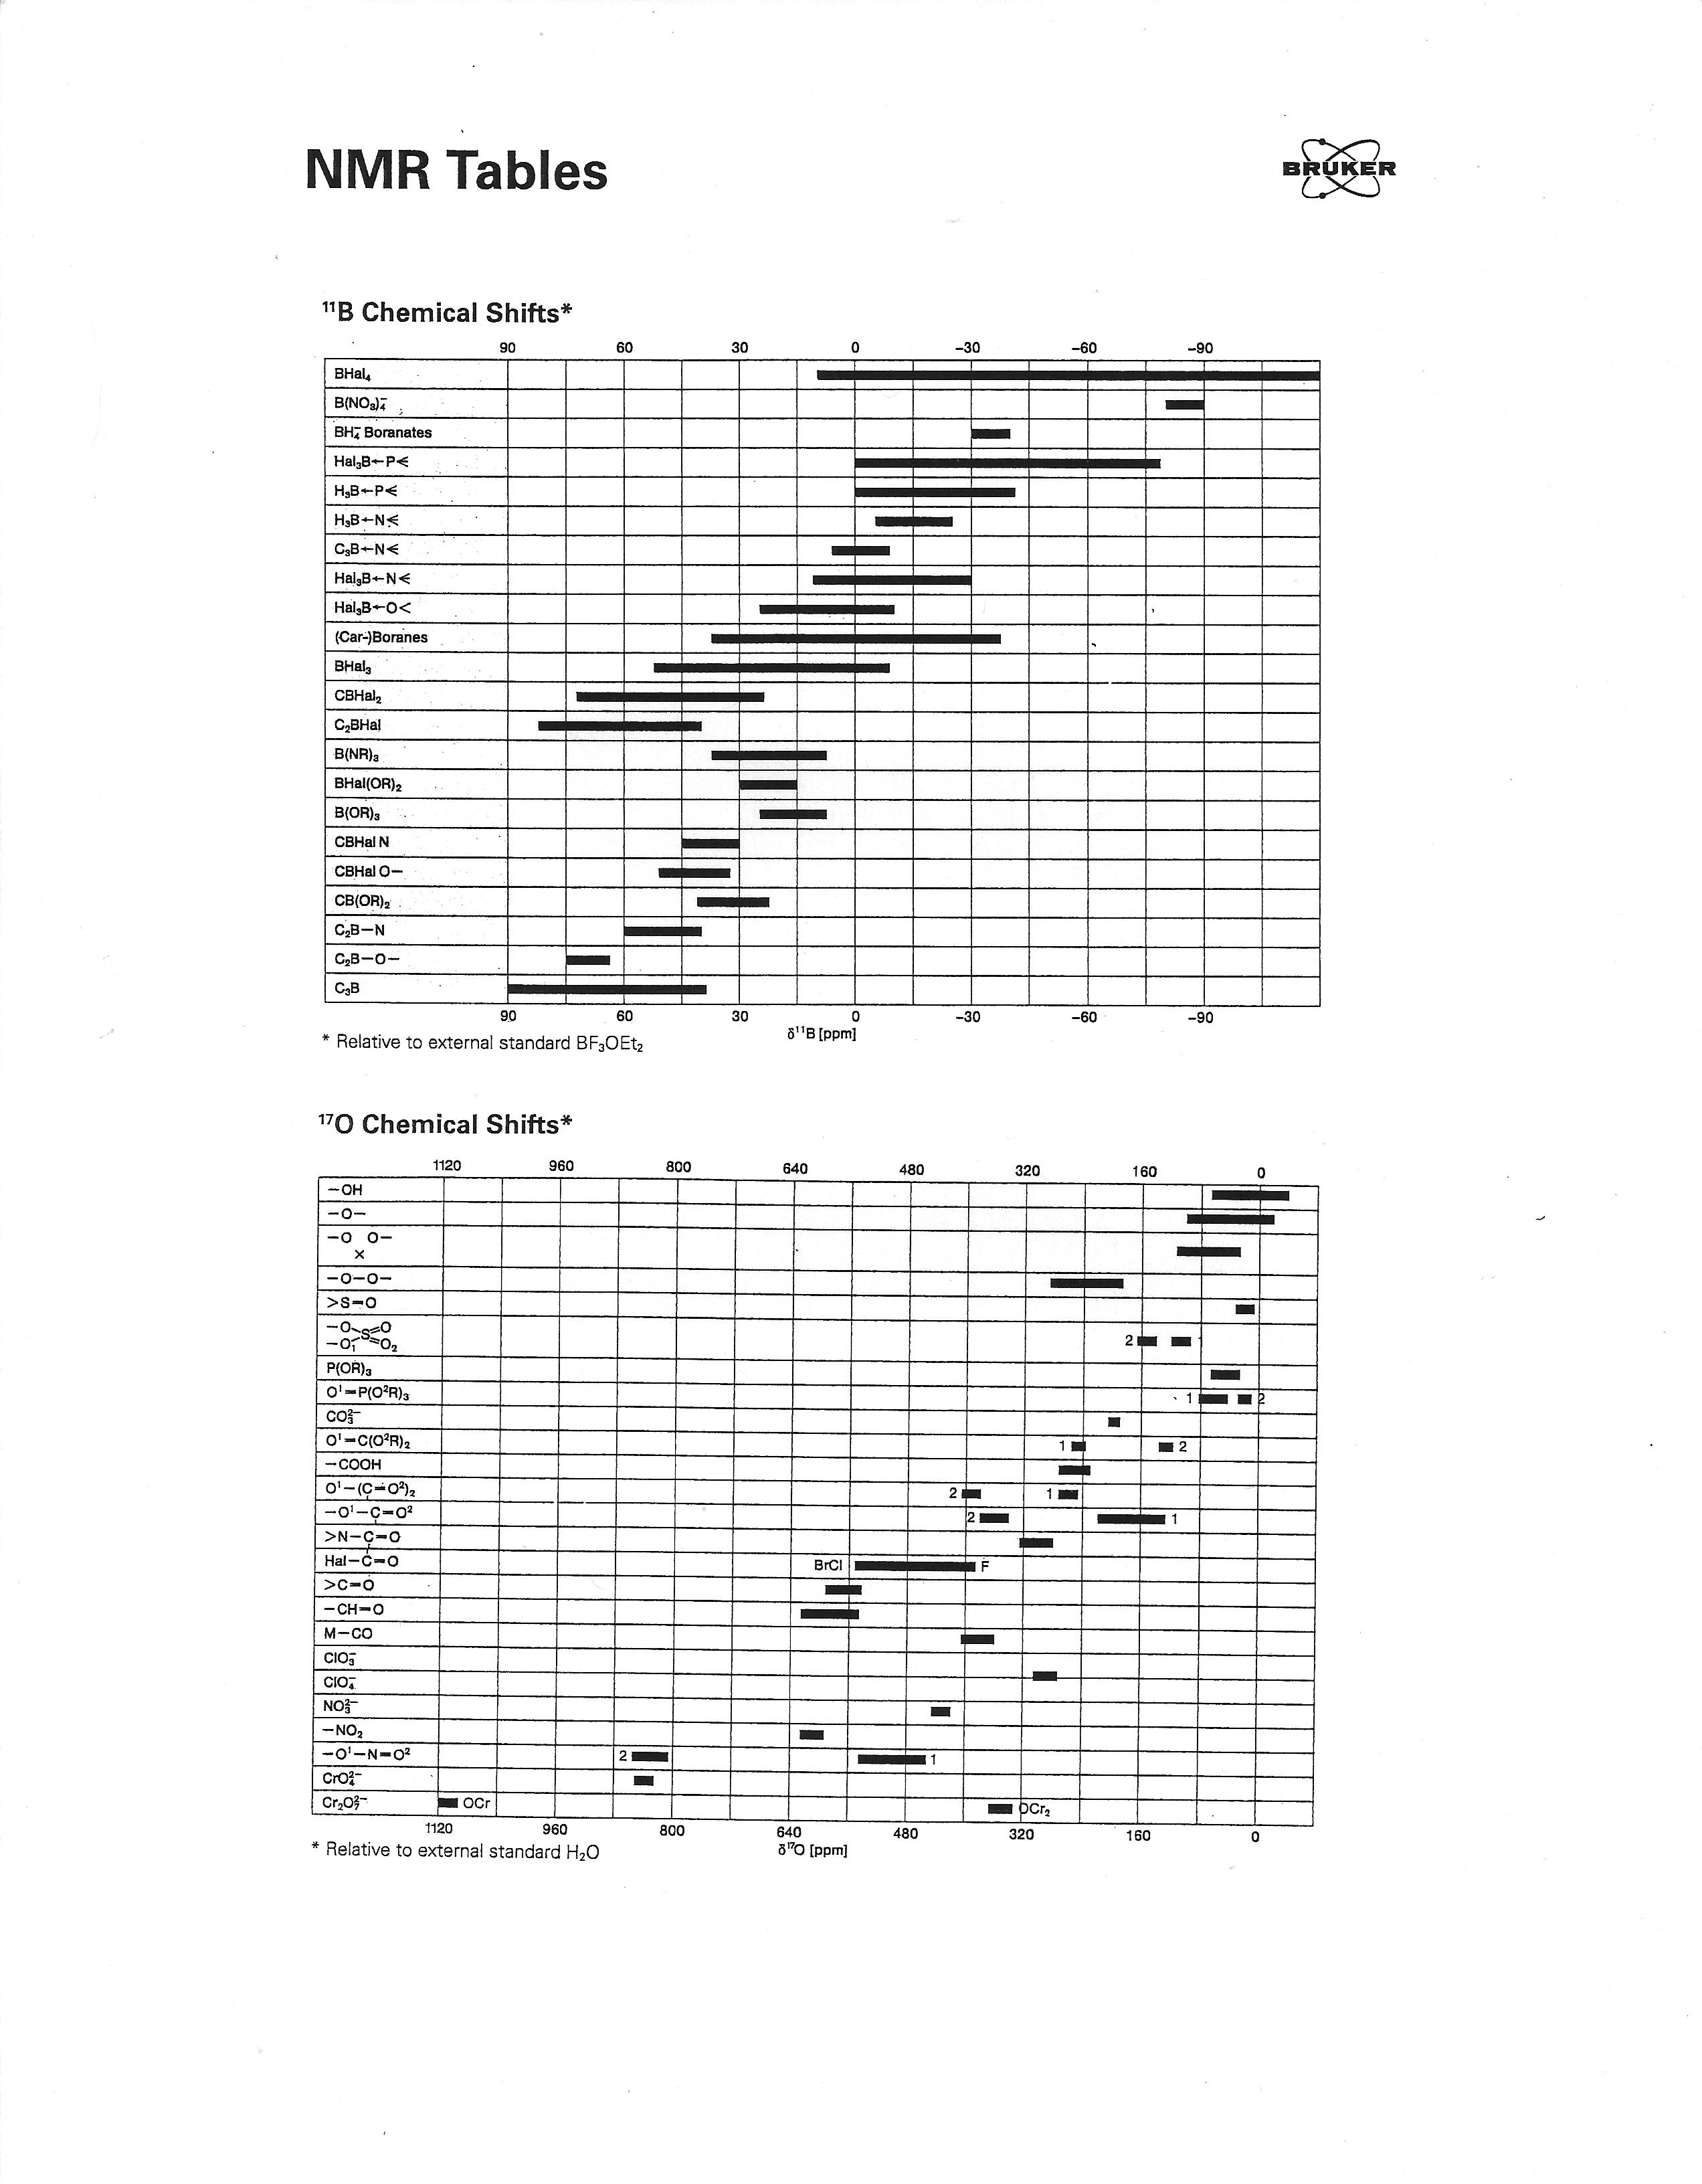 NMR Tables
BRUKER
¹¹B Chemical Shifts*
90 60 30 0 −30 −60 −90
BHal₄
B(NO₃)₄⁻
BH₄⁻ Boranates
Hal₃B←P⪪
H₃B←P⪪
H₃B←N⪪
C₃B←N⪪
Hal₃B←N⪪
Hal₃B←O<
(Car-)Boranes
BHal₃
CBHal₂
C₂BHal
B(NR)₃
BHal(OR)₂
B(OR)₃
CBHal N
CBHal O−
CB(OR)₂
C₂B−N
C₂B−O−
C₃B
90 60 30 0 −30 −60 −90
δ¹¹B [ppm]
* Relative to external standard BF₃OEt₂
¹⁷O Chemical Shifts*
1120 960 800 640 480 320 160 0
−OH
−O−
−O O−
×
−O−O−
>S=O
−O S=O
−O₁ O₂ 2 1
P(OR)₃
O¹=P(O²R)₃ 1 2
CO₃²⁻
O¹=C(O²R)₂ 1 2
−COOH
O¹−(C=O²)₂ 2 1
−O¹−C=O² 2 1
>N−C=O
Hal−C=O BrCl F
>C=O
−CH=O
M−CO
ClO₃⁻
ClO₄⁻
NO₃²⁻
−NO₂
−O¹−N=O² 2 1
CrO₄²⁻
Cr₂O₇²⁻ OCr OCr₂
1120 960 800 640 480 320 160 0
δ¹⁷O [ppm]
* Relative to external standard H₂O